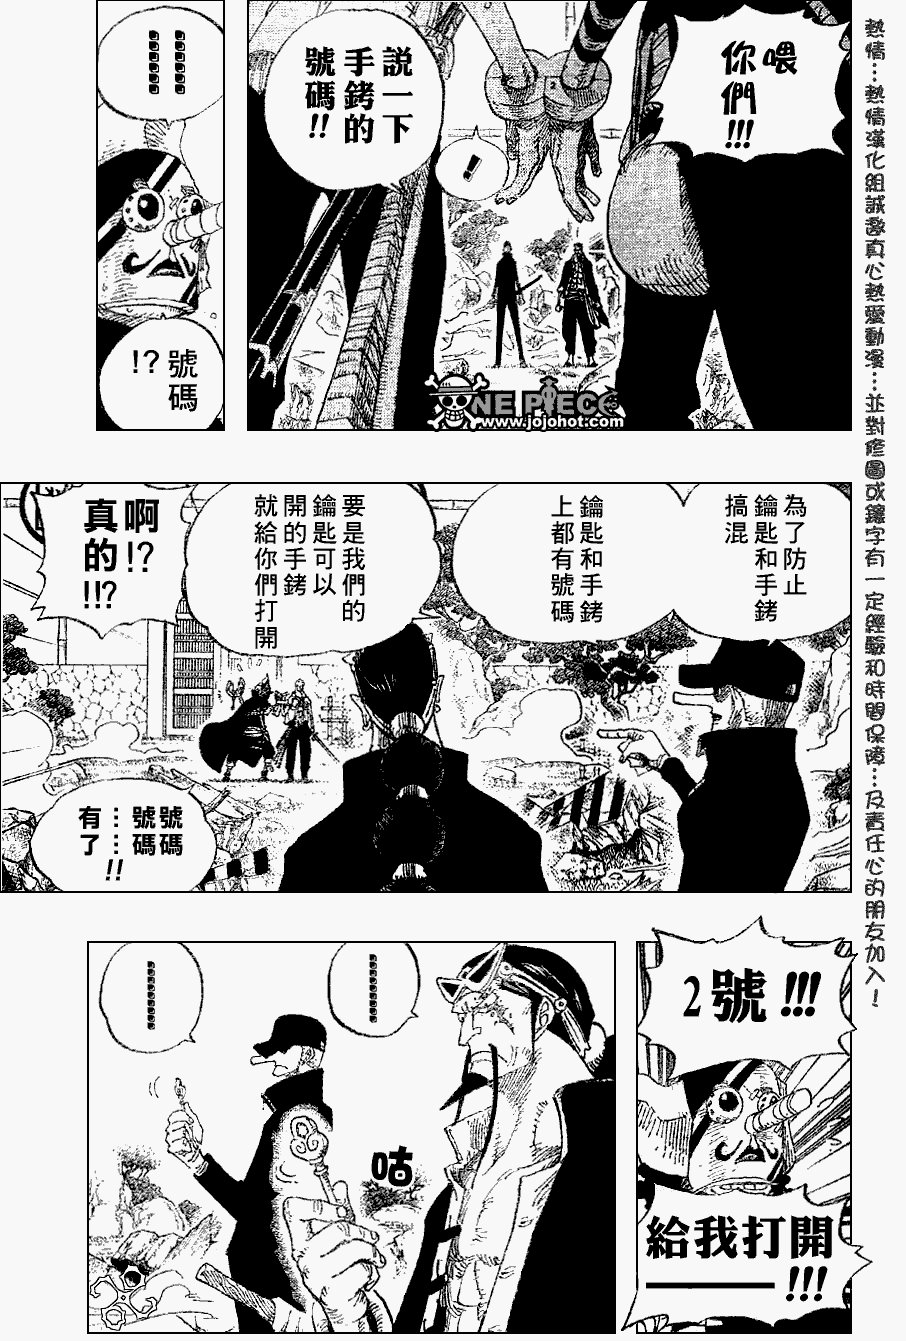 喂
你們!!!
說一下
手銬的
號碼!!
!
ONE PIECE
www.jojohot.com
……
號碼
!?
為了防止
鑰匙和手銬
搞混
鑰匙和手銬
上都有號碼
要是我們的
鑰匙可以
開的手銬
就給你們打開
啊!?
真的!!?
號碼
號碼……
有了……!!
2號!!!
給我打開
——!!!
……
咕
……
熱情…熱情漢化組誠邀真心熱愛動漫…並對修圖或鑲字有一定經驗和時間保障…及責任心的朋友加入!